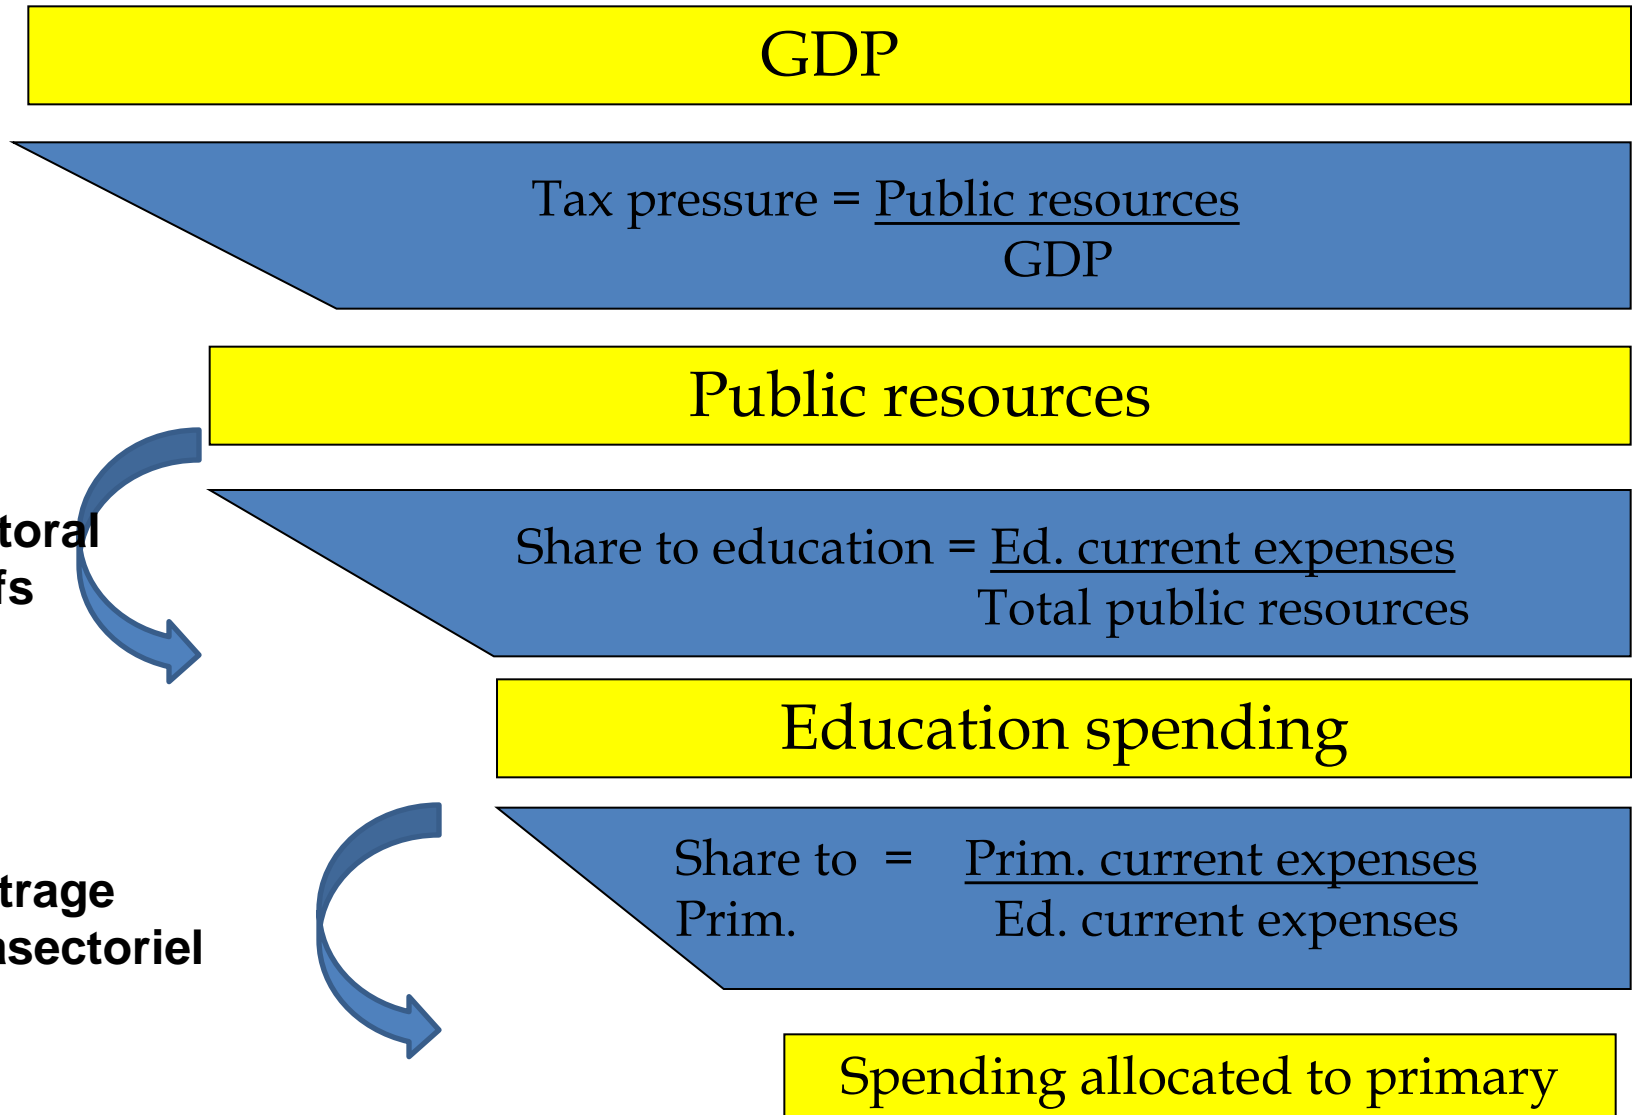 GDP
Tax pressure = Public resources
GDP
Public resources
toral
fs
Share to education = Ed. current expenses
Total public resources
Education spending
trage
asectoriel
Share to = Prim. current expenses
Prim. Ed. current expenses
Spending allocated to primary